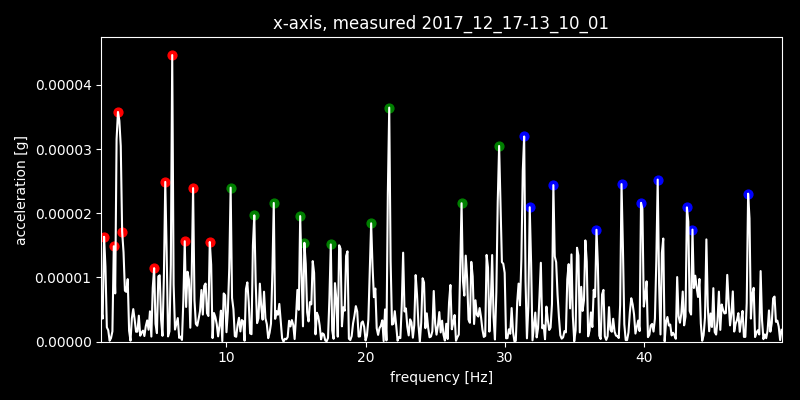 x-axis, measured 2017_12_17-13_10_01
acceleration [g]
0.00004
0.00003
0.00002
0.00001
0.00000
10 20 30 40
frequency [Hz]